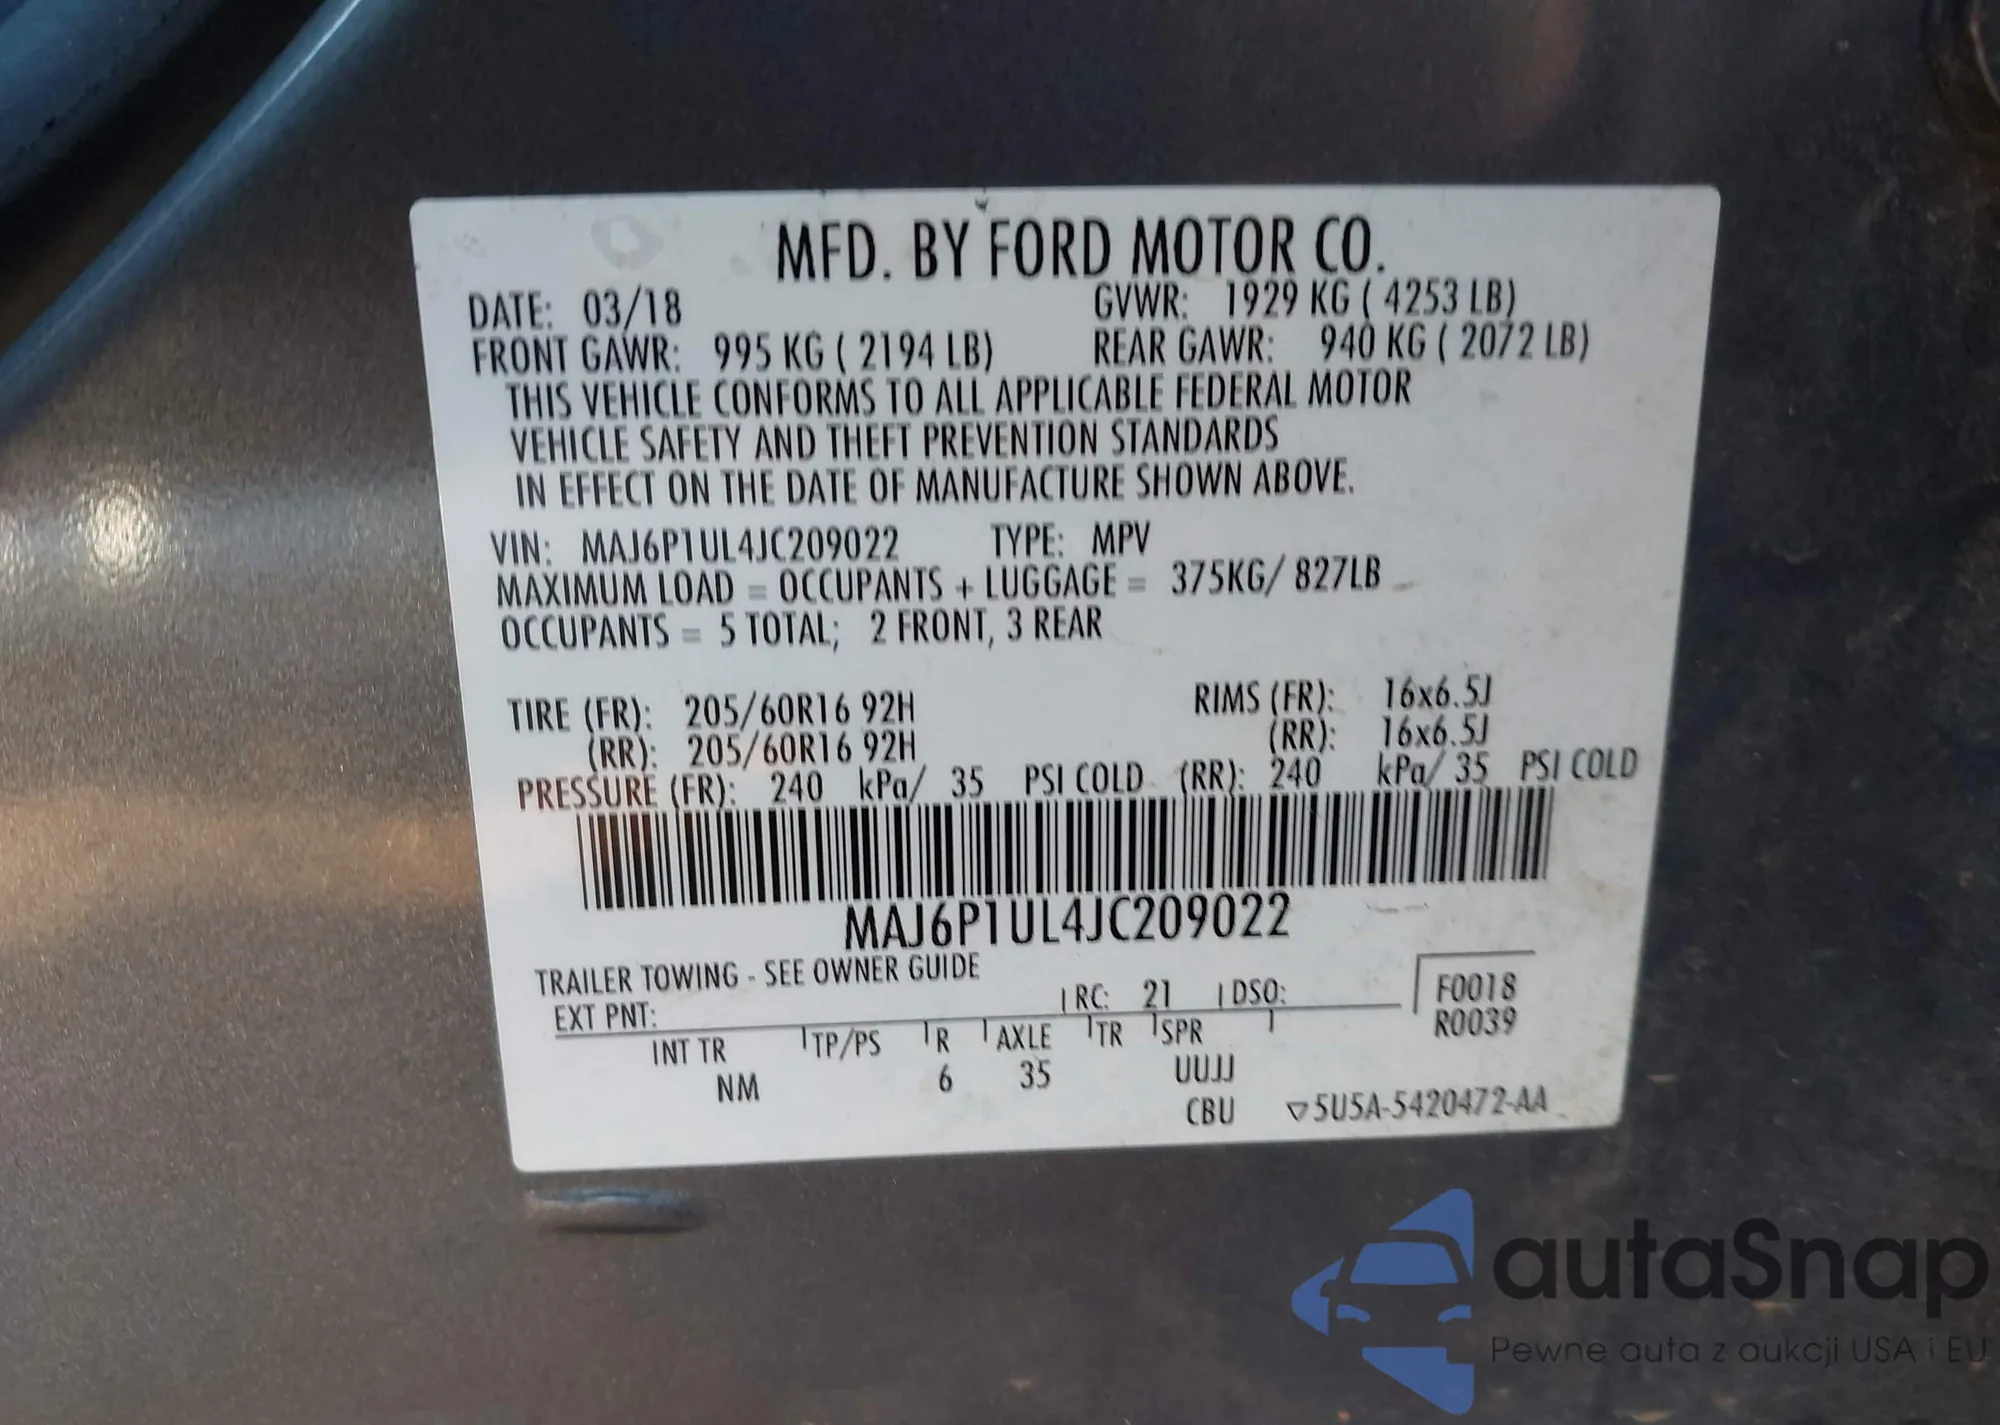 MFD. BY FORD MOTOR CO.
DATE: 03/18 GVWR: 1929 KG ( 4253 LB)
FRONT GAWR: 995 KG ( 2194 LB) REAR GAWR: 940 KG ( 2072 LB)
THIS VEHICLE CONFORMS TO ALL APPLICABLE FEDERAL MOTOR
VEHICLE SAFETY AND THEFT PREVENTION STANDARDS
IN EFFECT ON THE DATE OF MANUFACTURE SHOWN ABOVE.
VIN: MAJ6P1UL4JC209022 TYPE: MPV
MAXIMUM LOAD = OCCUPANTS + LUGGAGE = 375KG/ 827LB
OCCUPANTS = 5 TOTAL; 2 FRONT, 3 REAR
TIRE (FR): 205/60R16 92H RIMS (FR): 16x6.5J
(RR): 205/60R16 92H (RR): 16x6.5J
PRESSURE (FR): 240 kPa/ 35 PSI COLD (RR): 240 kPa/ 35 PSI COLD
MAJ6P1UL4JC209022
TRAILER TOWING - SEE OWNER GUIDE
EXT PNT: RC: 21 DSO: F0018
R0039
INT TR TP/PS R AXLE TR SPR
NM 6 35 UUJJ
CBU ▽5U5A-5420472-AA
autaSnap
Pewne auta z aukcji USA i EU